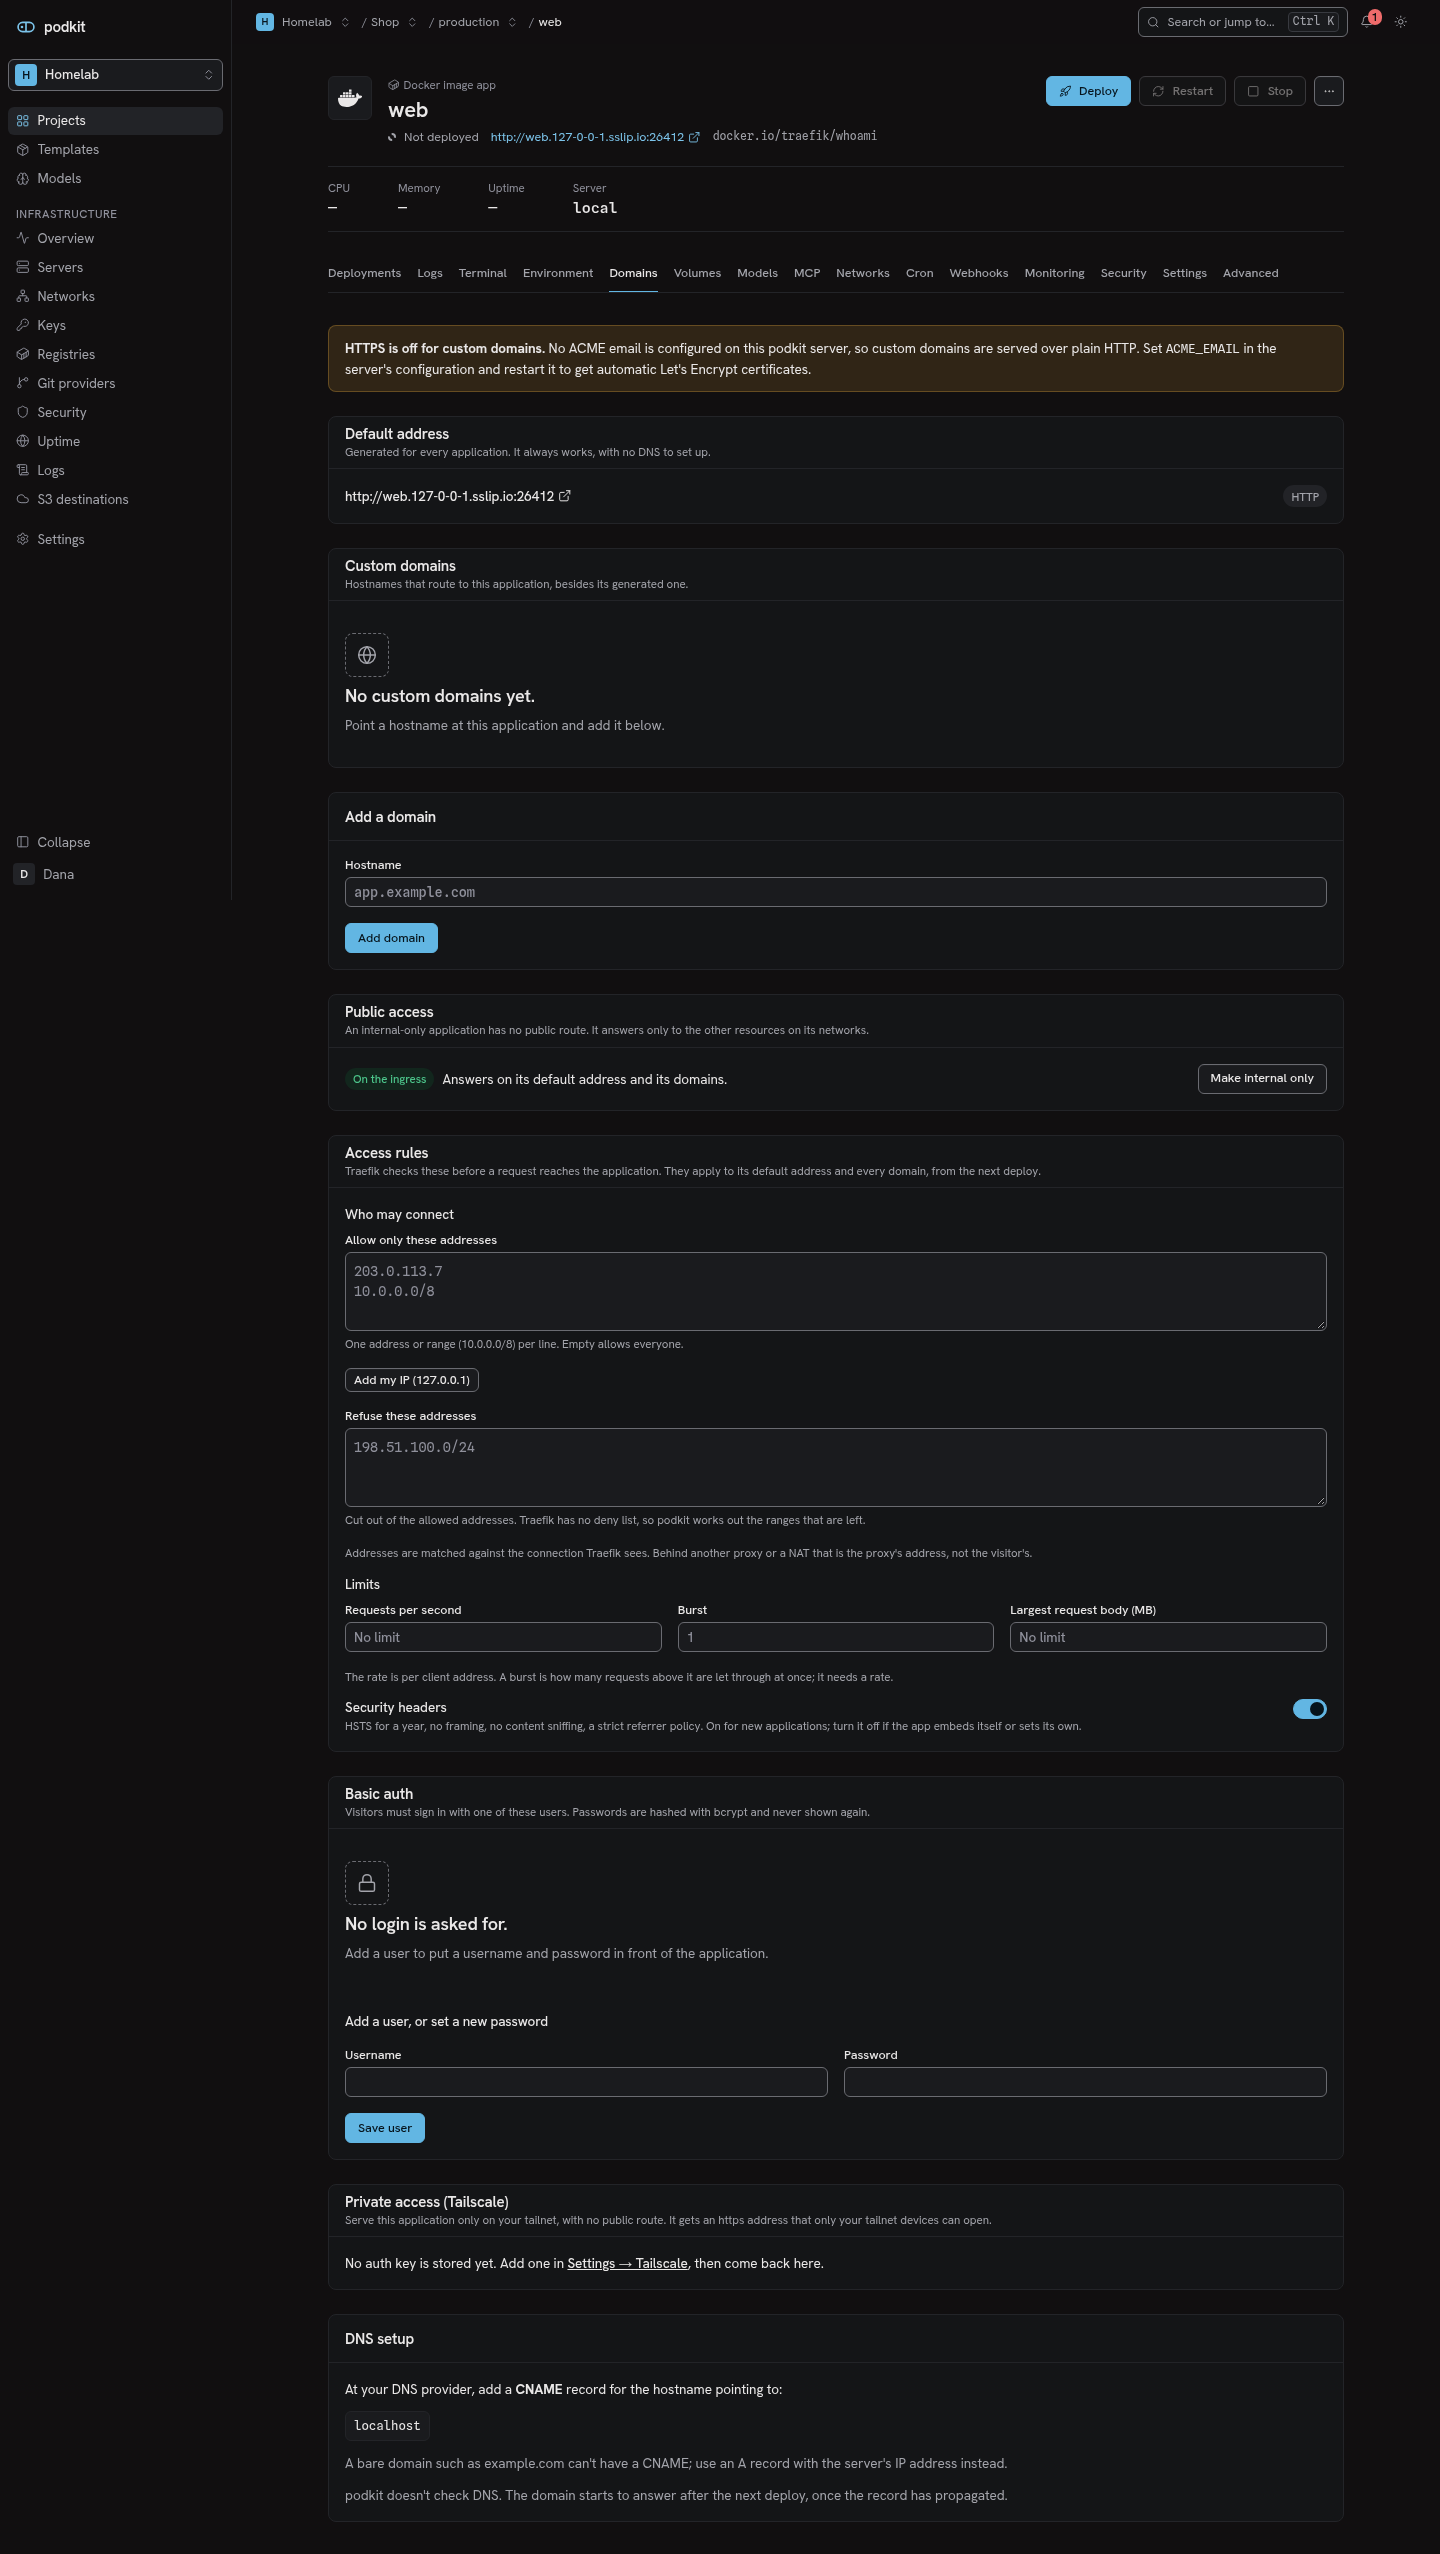 podkit
H Homelab
Projects
Templates
Models
INFRASTRUCTURE
Overview
Servers
Networks
Keys
Registries
Git providers
Security
Uptime
Logs
S3 destinations
Settings
Collapse
D Dana
H Homelab / Shop / production / web
Search or jump to... Ctrl K
1
Docker image app
web
Not deployed http://web.127-0-0-1.sslip.io:26412 docker.io/traefik/whoami
Deploy Restart Stop ...
CPU Memory Uptime Server
— — — local
Deployments Logs Terminal Environment Domains Volumes Models MCP Networks Cron Webhooks Monitoring Security Settings Advanced
HTTPS is off for custom domains. No ACME email is configured on this podkit server, so custom domains are served over plain HTTP. Set ACME_EMAIL in the
server's configuration and restart it to get automatic Let's Encrypt certificates.
Default address
Generated for every application. It always works, with no DNS to set up.
http://web.127-0-0-1.sslip.io:26412 HTTP
Custom domains
Hostnames that route to this application, besides its generated one.
No custom domains yet.
Point a hostname at this application and add it below.
Add a domain
Hostname
app.example.com
Add domain
Public access
An internal-only application has no public route. It answers only to the other resources on its networks.
On the ingress Answers on its default address and its domains. Make internal only
Access rules
Traefik checks these before a request reaches the application. They apply to its default address and every domain, from the next deploy.
Who may connect
Allow only these addresses
203.0.113.7
10.0.0.0/8
One address or range (10.0.0.0/8) per line. Empty allows everyone.
Add my IP (127.0.0.1)
Refuse these addresses
198.51.100.0/24
Cut out of the allowed addresses. Traefik has no deny list, so podkit works out the ranges that are left.
Addresses are matched against the connection Traefik sees. Behind another proxy or a NAT that is the proxy's address, not the visitor's.
Limits
Requests per second Burst Largest request body (MB)
No limit 1 No limit
The rate is per client address. A burst is how many requests above it are let through at once; it needs a rate.
Security headers
HSTS for a year, no framing, no content sniffing, a strict referrer policy. On for new applications; turn it off if the app embeds itself or sets its own.
Basic auth
Visitors must sign in with one of these users. Passwords are hashed with bcrypt and never shown again.
No login is asked for.
Add a user to put a username and password in front of the application.
Add a user, or set a new password
Username Password
Save user
Private access (Tailscale)
Serve this application only on your tailnet, with no public route. It gets an https address that only your tailnet devices can open.
No auth key is stored yet. Add one in Settings → Tailscale, then come back here.
DNS setup
At your DNS provider, add a CNAME record for the hostname pointing to:
localhost
A bare domain such as example.com can't have a CNAME; use an A record with the server's IP address instead.
podkit doesn't check DNS. The domain starts to answer after the next deploy, once the record has propagated.